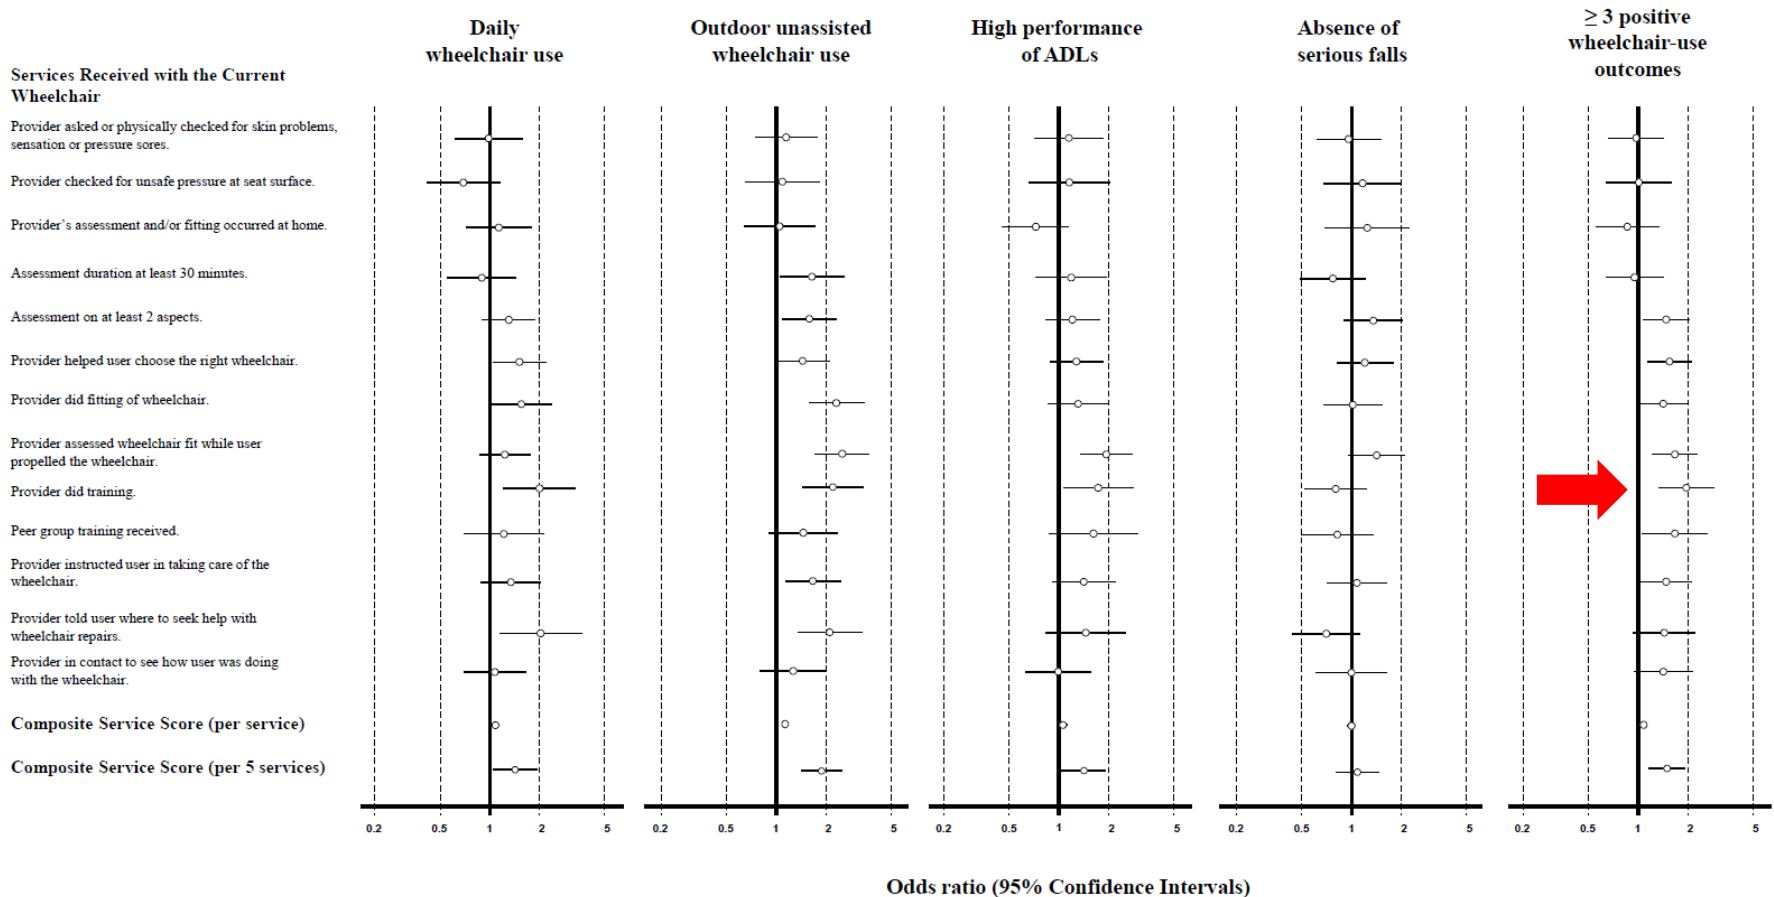 Daily
wheelchair use
Outdoor unassisted
wheelchair use
High performance
of ADLs
Absence of
serious falls
≥ 3 positive
wheelchair-use
outcomes
Services Received with the Current
Wheelchair
Provider asked or physically checked for skin problems,
sensation or pressure sores.
Provider checked for unsafe pressure at seat surface.
Provider’s assessment and/or fitting occurred at home.
Assessment duration at least 30 minutes.
Assessment on at least 2 aspects.
Provider helped user choose the right wheelchair.
Provider did fitting of wheelchair.
Provider assessed wheelchair fit while user
propelled the wheelchair.
Provider did training.
Peer group training received.
Provider instructed user in taking care of the
wheelchair.
Provider told user where to seek help with
wheelchair repairs.
Provider in contact to see how user was doing
with the wheelchair.
Composite Service Score (per service)
Composite Service Score (per 5 services)
0.2 0.5 1 2 5 0.2 0.5 1 2 5 0.2 0.5 1 2 5 0.2 0.5 1 2 5 0.2 0.5 1 2 5
Odds ratio (95% Confidence Intervals)